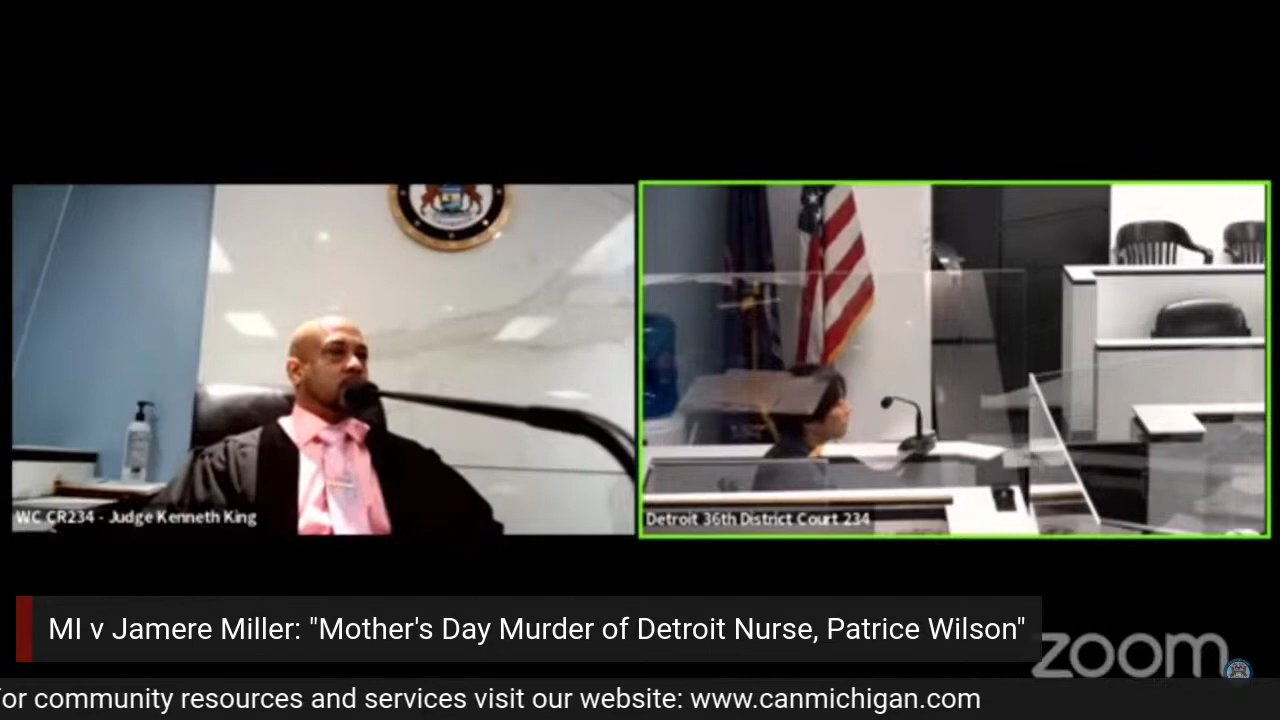 WC CR234 - Judge Kenneth King
Detroit 36th District Court 234
MI v Jamere Miller: "Mother's Day Murder of Detroit Nurse, Patrice Wilson"
zoom
or community resources and services visit our website: www.canmichigan.com